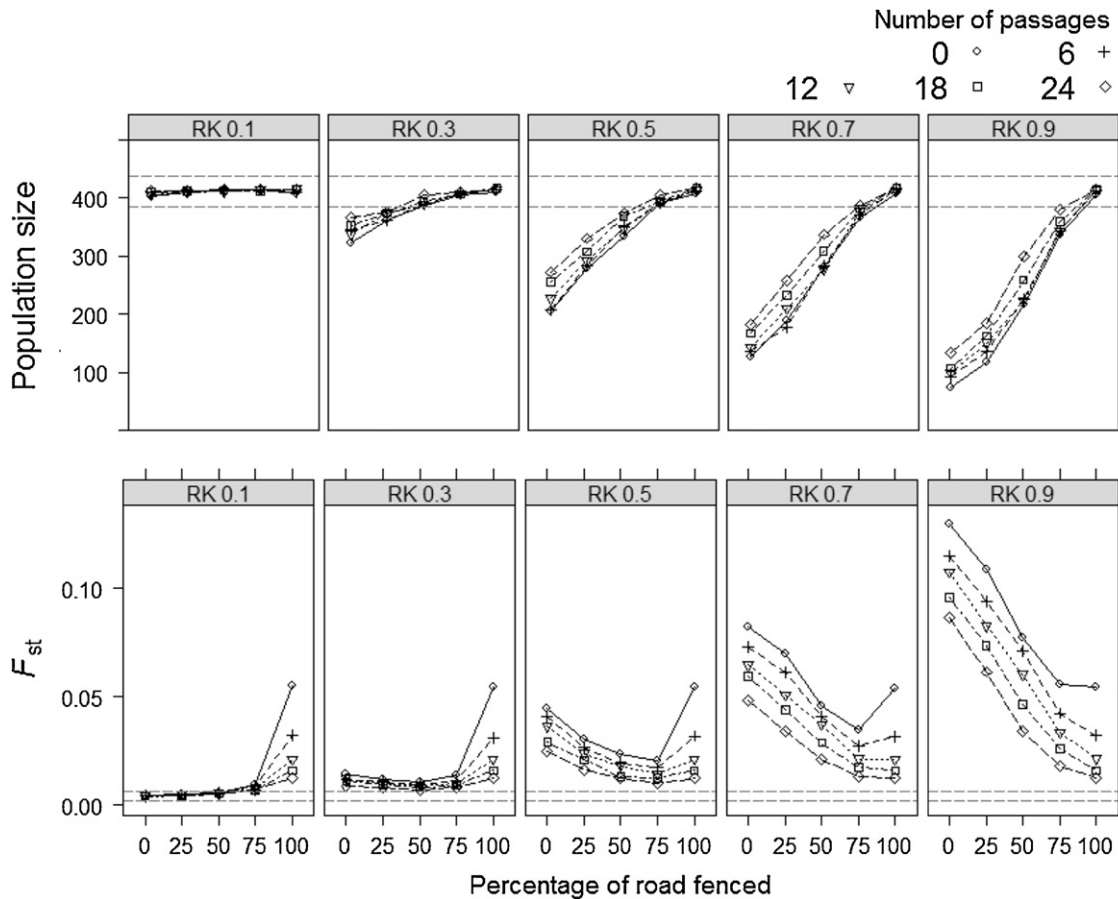 Number of passages
0 6
12 18 24
RK 0.1 RK 0.3 RK 0.5 RK 0.7 RK 0.9
Population size
400
300
200
100
RK 0.1 RK 0.3 RK 0.5 RK 0.7 RK 0.9
Fst
0.10
0.05
0.00
0 25 50 75 100 0 25 50 75 100 0 25 50 75 100 0 25 50 75 100 0 25 50 75 100
Percentage of road fenced